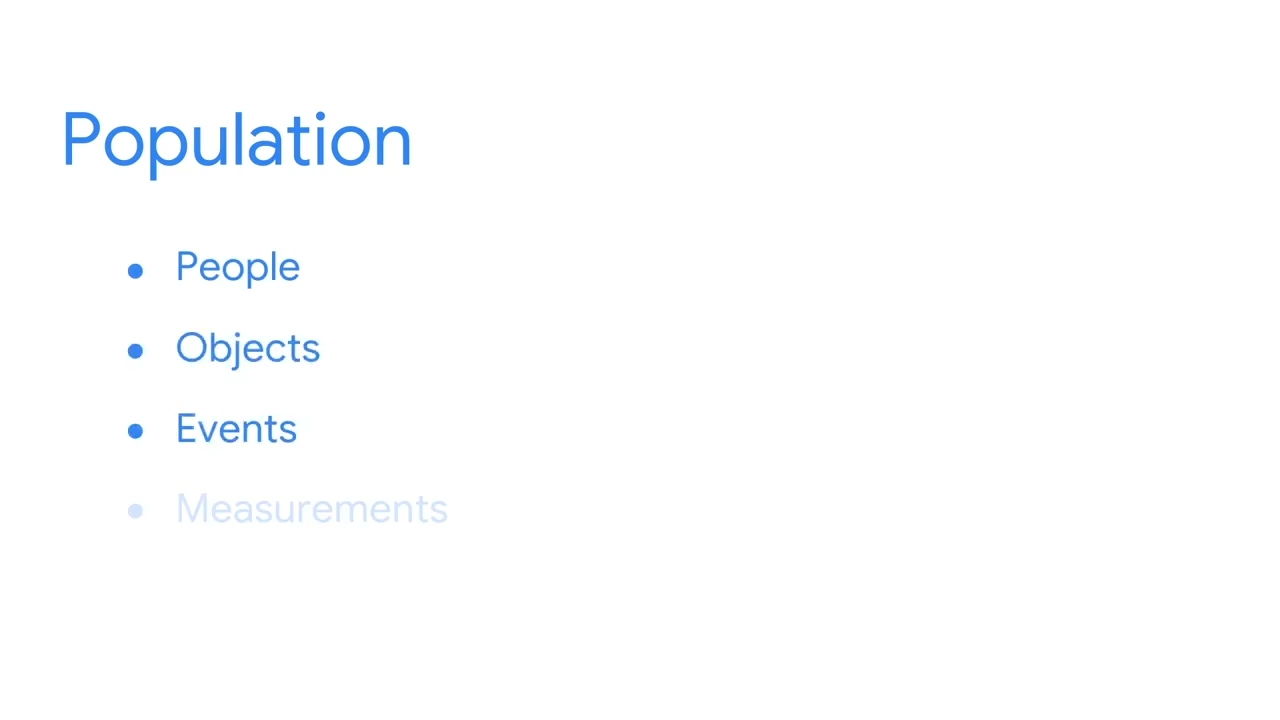 Population
● People
● Objects
● Events
● Measurements